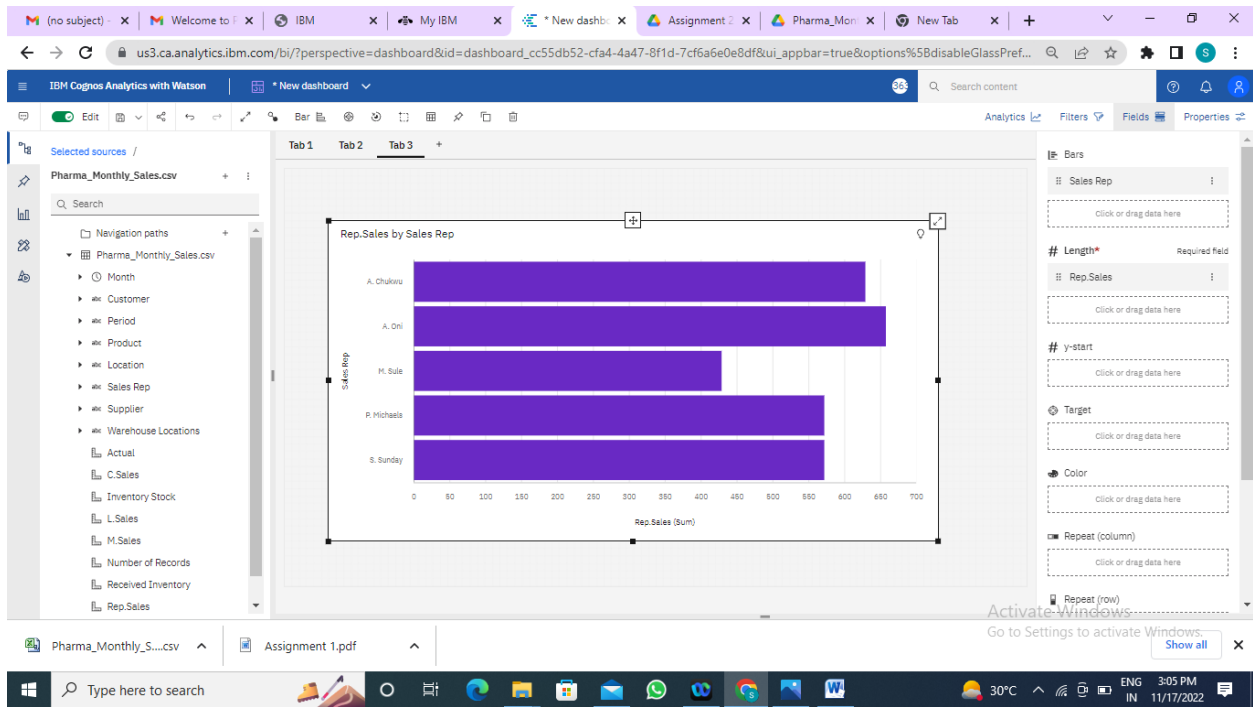 (no subject) -
Welcome to F
IBM
My IBM
* New dashbo
Assignment 2
Pharma_Mont
New Tab
us3.ca.analytics.ibm.com/bi/?perspective=dashboard&id=dashboard_cc55db52-cfa4-4a47-8f1d-7cf6a6e0e8df&ui_appbar=true&options%5BdisableGlassPref...
S
IBM Cognos Analytics with Watson
* New dashboard
Search content
Edit
Bar
Analytics
Filters
Fields
Properties
Selected sources /
Tab 1
Tab 2
Tab 3
+
Pharma_Monthly_Sales.csv
Search
Navigation paths
Pharma_Monthly_Sales.csv
Month
abc Customer
abc Period
abc Product
abc Location
abc Sales Rep
abc Supplier
abc Warehouse Locations
Actual
C.Sales
Inventory Stock
L.Sales
M.Sales
Number of Records
Received Inventory
Rep.Sales
Rep.Sales by Sales Rep
Sales Rep
A. Chukwu
A. Oni
M. Sule
P. Michaels
S. Sunday
0 50 100 150 200 250 300 350 400 450 500 550 600 650 700
Rep.Sales (Sum)
Bars
Sales Rep
Click or drag data here
# Length* Required field
Rep.Sales
Click or drag data here
# y-start
Click or drag data here
Target
Click or drag data here
Color
Click or drag data here
Repeat (column)
Click or drag data here
Repeat (row)
Activate Windows
Go to Settings to activate Windows.
Pharma_Monthly_S....csv
Assignment 1.pdf
Show all
Type here to search
30°C
ENG
IN
3:05 PM
11/17/2022